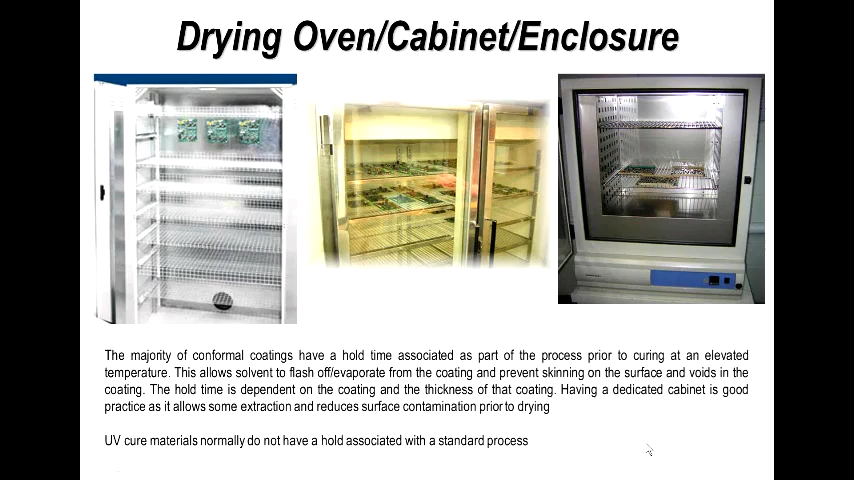 Drying Oven/Cabinet/Enclosure
The majority of conformal coatings have a hold time associated as part of the process prior to curing at an elevated
temperature. This allows solvent to flash off/evaporate from the coating and prevent skinning on the surface and voids in the
coating. The hold time is dependent on the coating and the thickness of that coating. Having a dedicated cabinet is good
practice as it allows some extraction and reduces surface contamination prior to drying
UV cure materials normally do not have a hold associated with a standard process